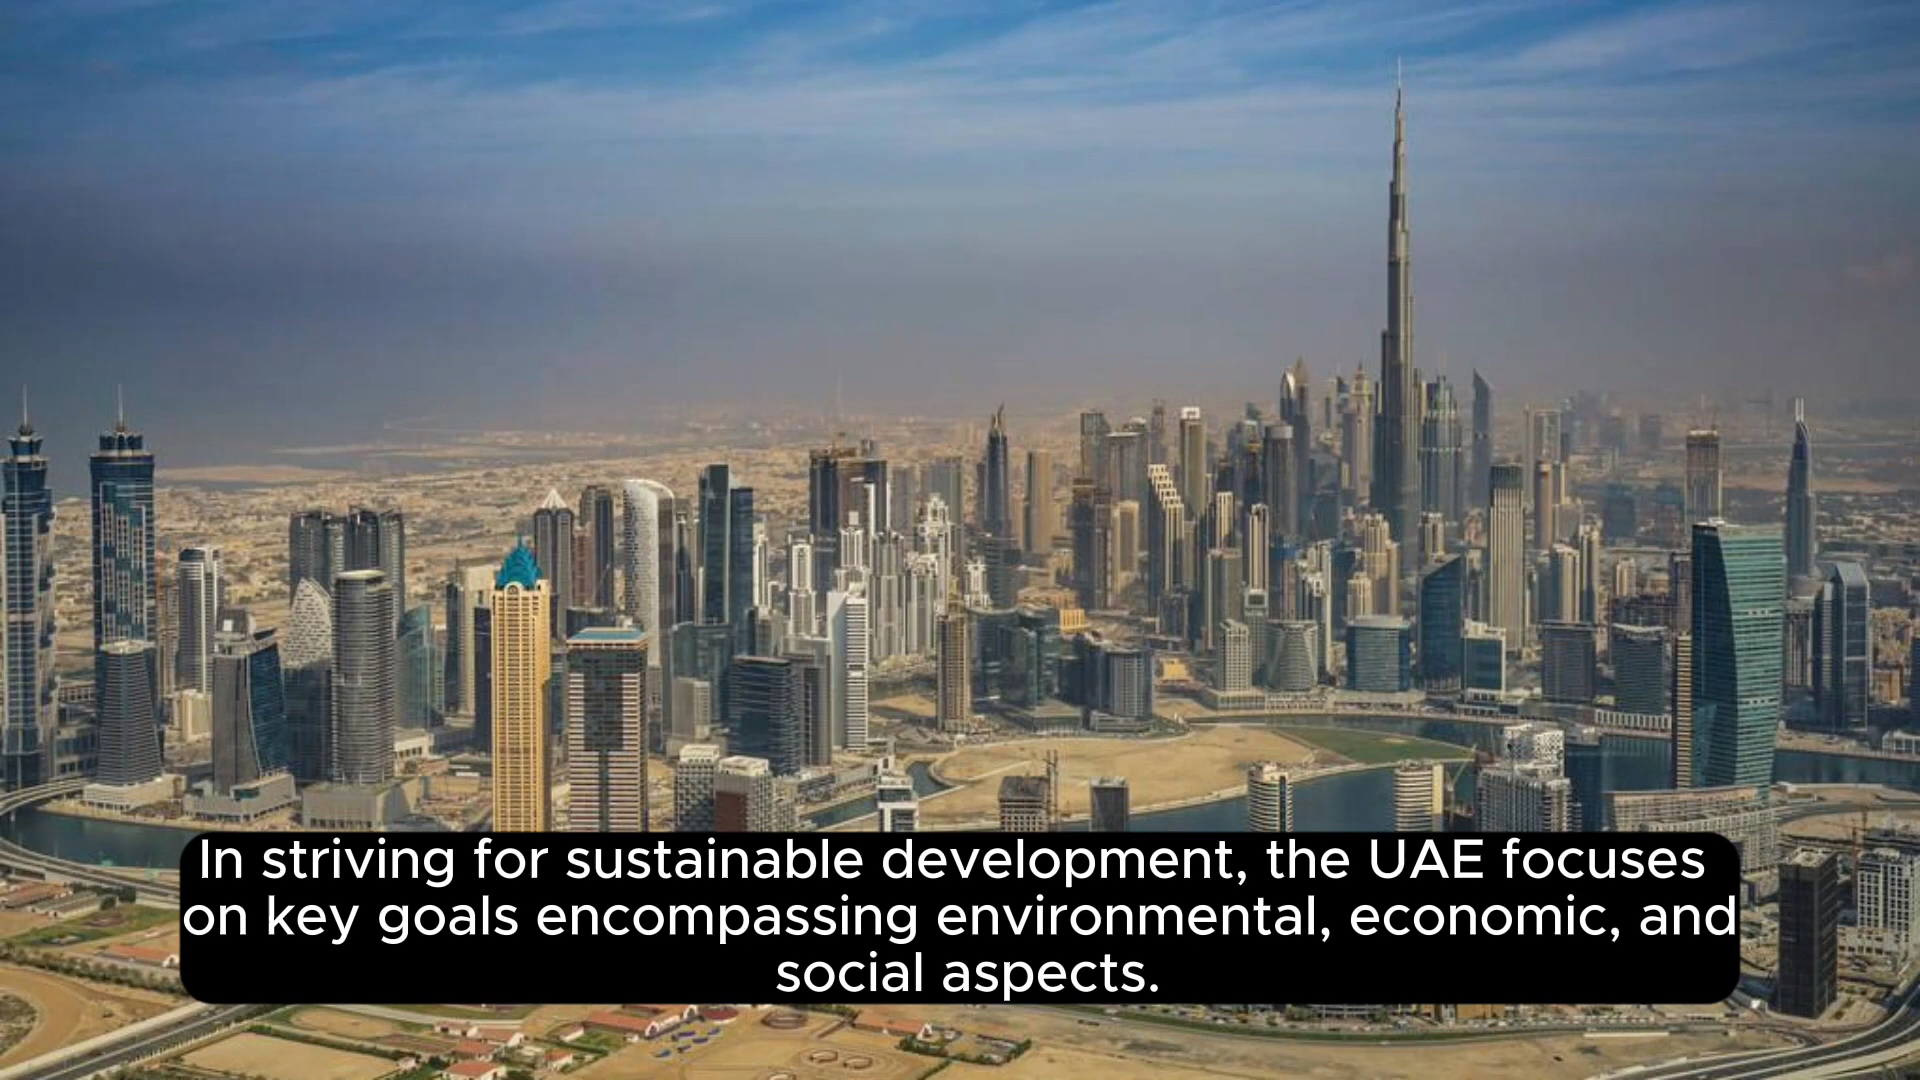 In striving for sustainable development, the UAE focuses
on key goals encompassing environmental, economic, and
social aspects.